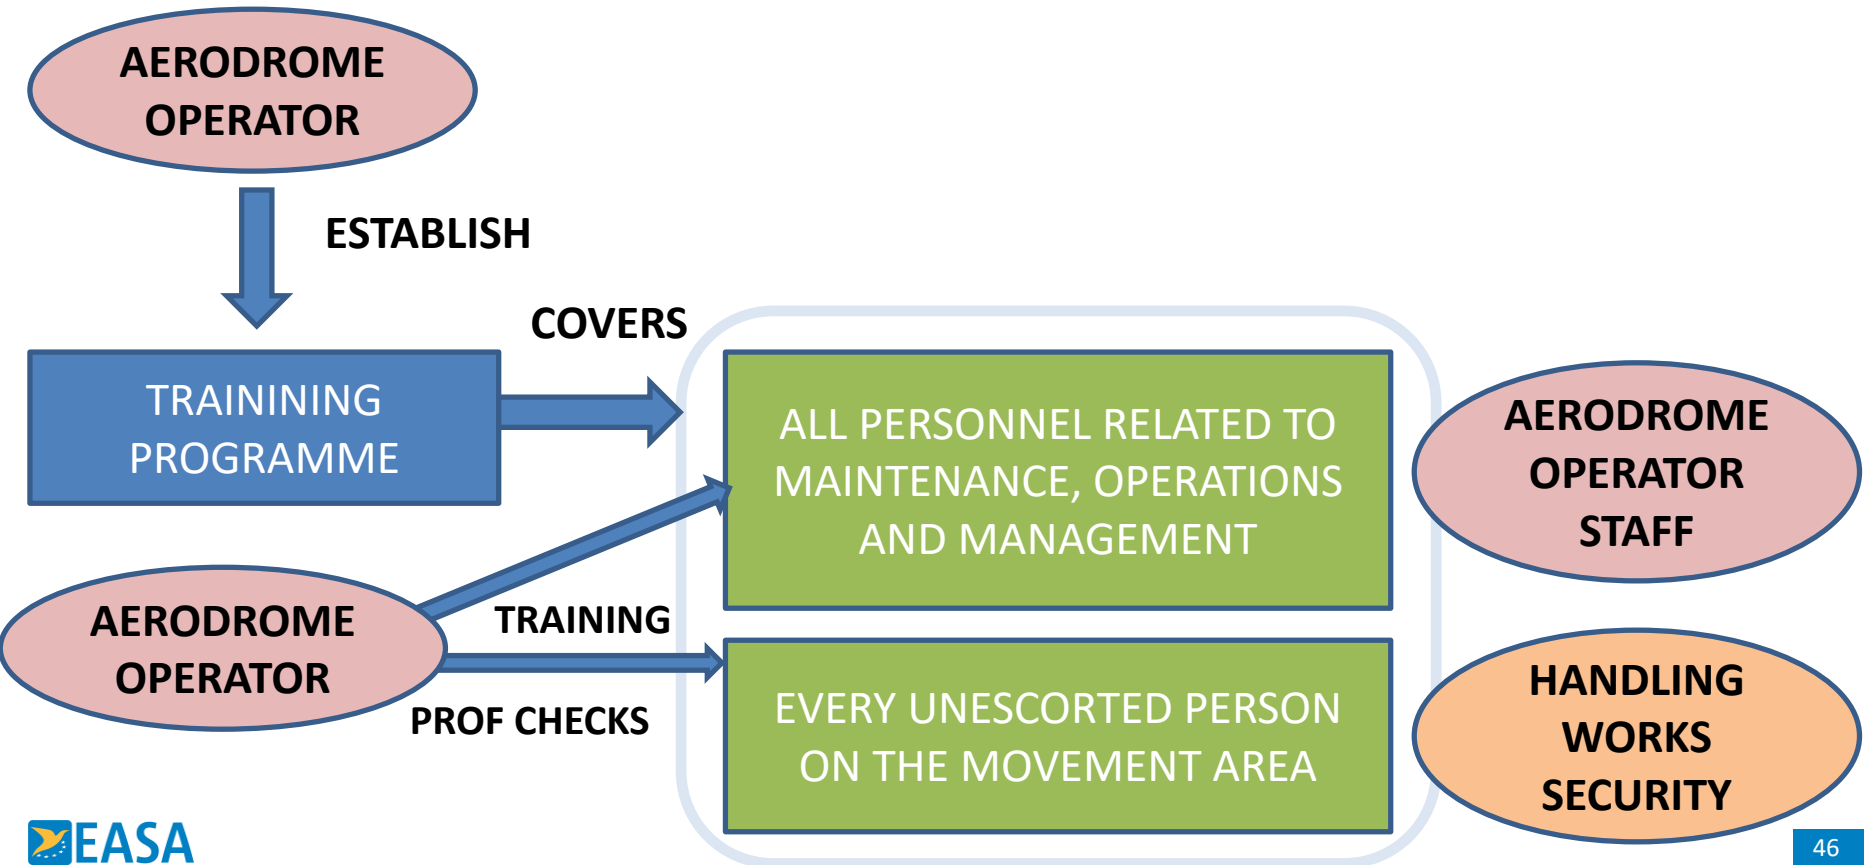 AERODROME
OPERATOR
ESTABLISH
COVERS
TRAINING
PROGRAMME
ALL PERSONNEL RELATED TO
MAINTENANCE, OPERATIONS
AND MANAGEMENT
AERODROME
OPERATOR
STAFF
AERODROME
OPERATOR
TRAINING
PROF CHECKS
EVERY UNESCORTED PERSON
ON THE MOVEMENT AREA
HANDLING
WORKS
SECURITY
EASA
46